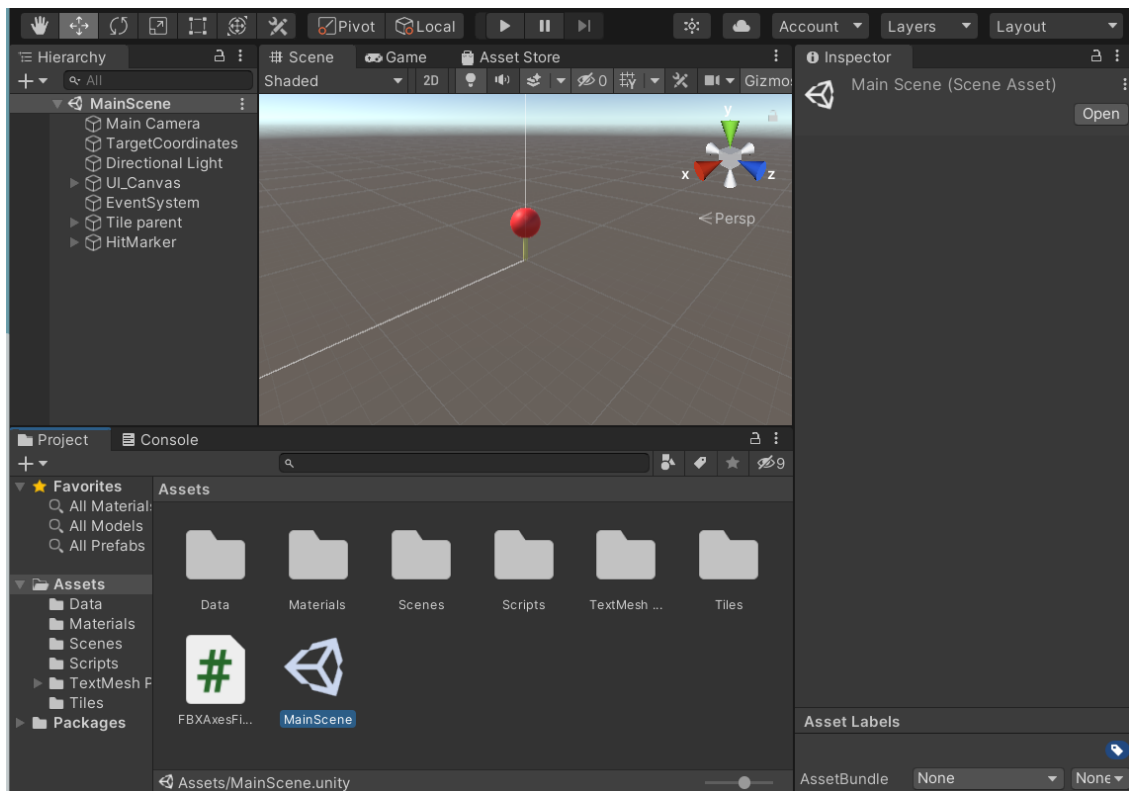 Pivot Local Account Layers Layout
Hierarchy
All
MainScene
Main Camera
TargetCoordinates
Directional Light
UI_Canvas
EventSystem
Tile parent
HitMarker
Scene Game Asset Store
Shaded 2D 0 Gizmo
y
x z
Persp
Inspector
Main Scene (Scene Asset)
Open
Project Console
9
Favorites
All Material
All Models
All Prefabs
Assets
Data
Materials
Scenes
Scripts
TextMesh P
Tiles
Packages
Assets
Data Materials Scenes Scripts TextMesh ... Tiles
FBXAxesFi... MainScene
Assets/MainScene.unity
Asset Labels
AssetBundle None None